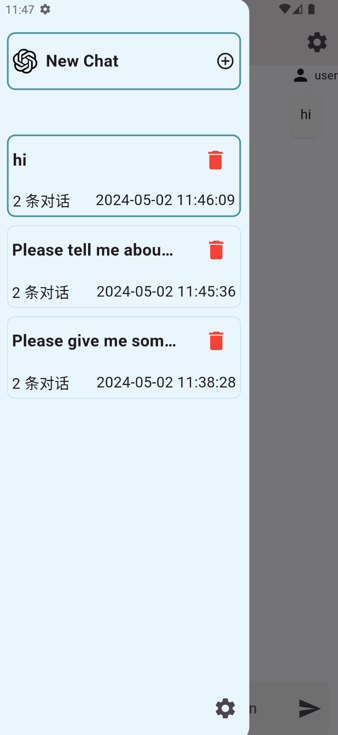 11:47
New Chat
user
hi
hi
2 条对话 2024-05-02 11:46:09
Please tell me abou...
2 条对话 2024-05-02 11:45:36
Please give me som...
2 条对话 2024-05-02 11:38:28
n